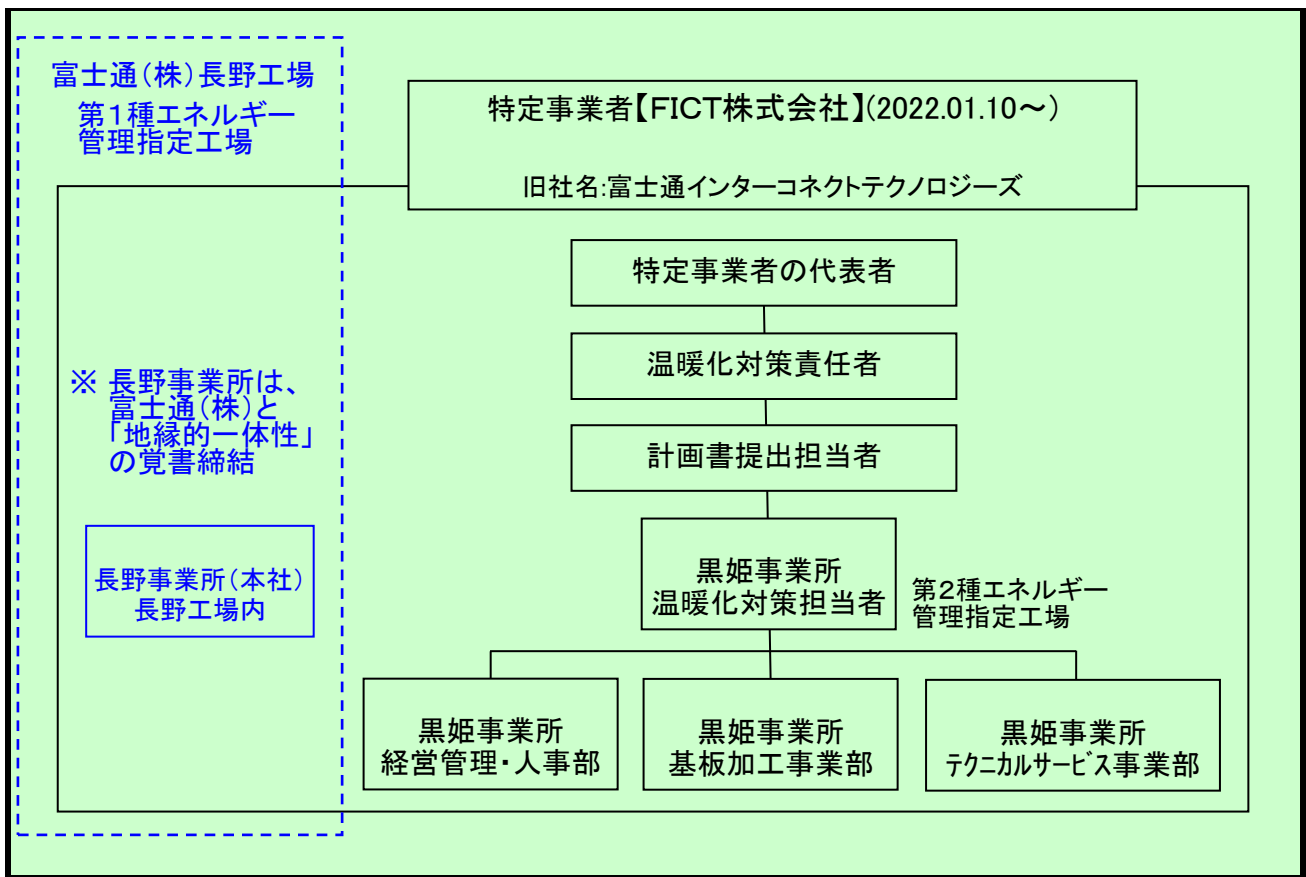 富士通(株)長野工場
第1種エネルギー
管理指定工場
特定事業者【FICT株式会社】(2022.01.10～)
旧社名:富士通インターコネクトテクノロジーズ
特定事業者の代表者
温暖化対策責任者
計画書提出担当者
※ 長野事業所は、
富士通(株)と
「地縁的一体性」
の覚書締結
長野事業所(本社)
長野工場内
黒姫事業所
温暖化対策担当者
第2種エネルギー
管理指定工場
黒姫事業所
経営管理・人事部
黒姫事業所
基板加工事業部
黒姫事業所
ﾃｸﾆｶﾙｻｰﾋﾞｽ事業部